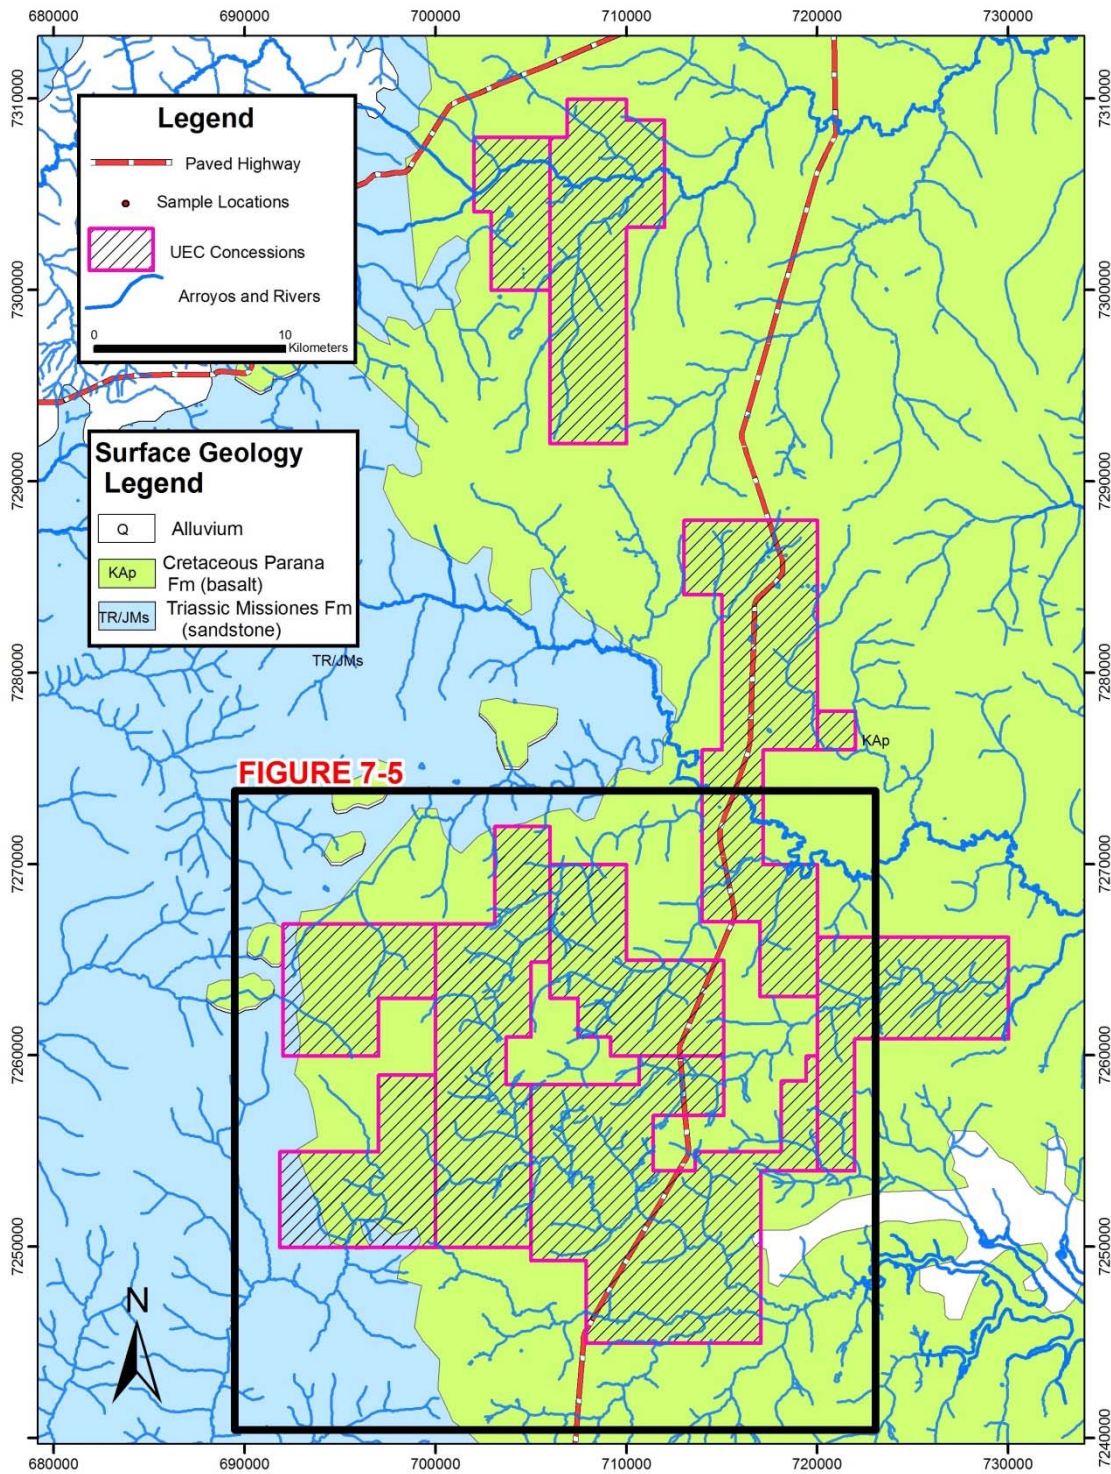 680000
690000
700000
710000
720000
730000
7310000
7300000
7290000
7280000
7270000
7260000
7250000
7240000
Legend
Paved Highway
Sample Locations
UEC Concessions
Arroyos and Rivers
0
10
Kilometers
Surface Geology
Legend
Q
Alluvium
KAp
Cretaceous Parana
Fm (basalt)
TR/JMs
Triassic Missiones Fm
(sandstone)
TR/JMs
KAp
FIGURE 7-5
N
7310000
7300000
7290000
7280000
7270000
7260000
7250000
7240000
680000
690000
700000
710000
720000
730000